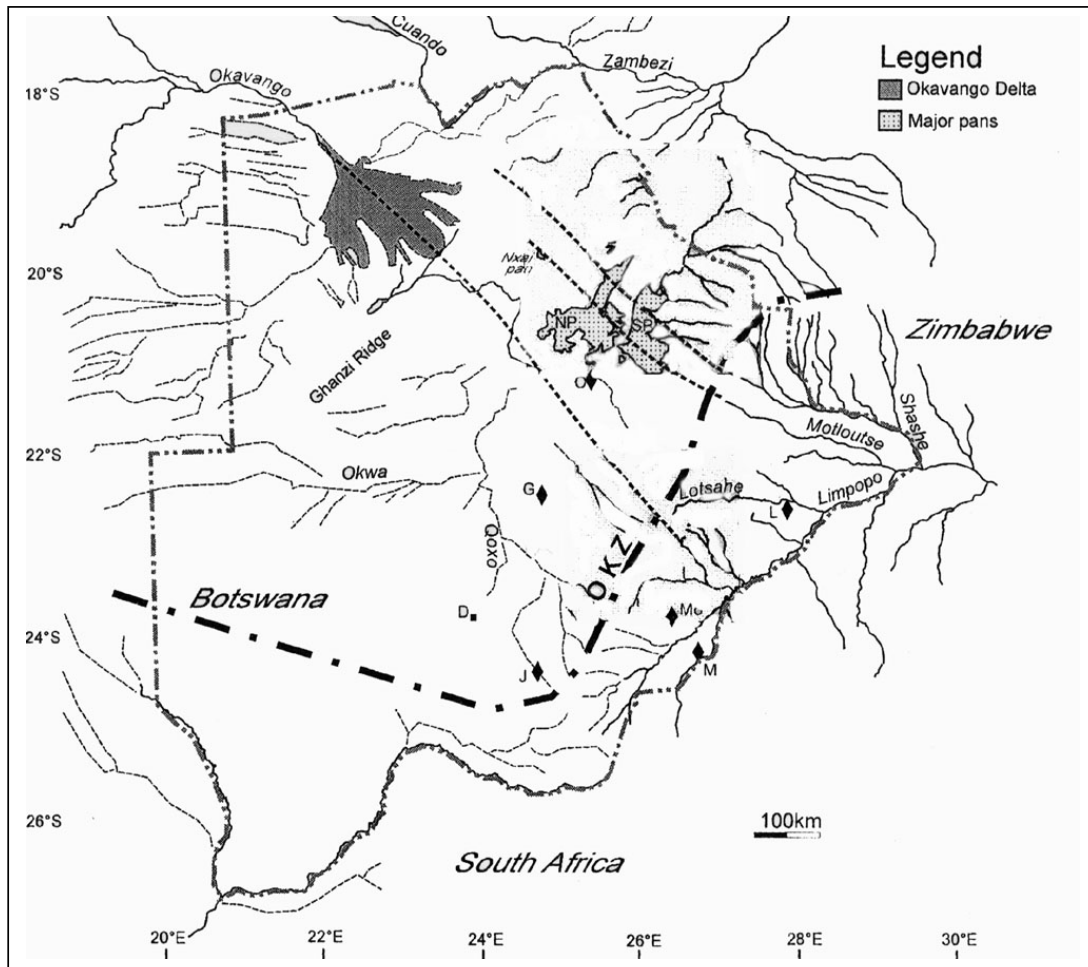 Cuando
Legend
Zambezi
Okavango
Okavango Delta
18°S
Major pans
20°S
Nxai
pan
NP
SP
Zimbabwe
Ghanzi Ridge
O
Shashe
Motloutse
22°S
Okwa
G
Lotsahe
Limpopo
L
Qoxo
OKZ
Botswana
D
Mo
24°S
J
M
100km
26°S
South Africa
20°E
22°E
24°E
26°E
28°E
30°E